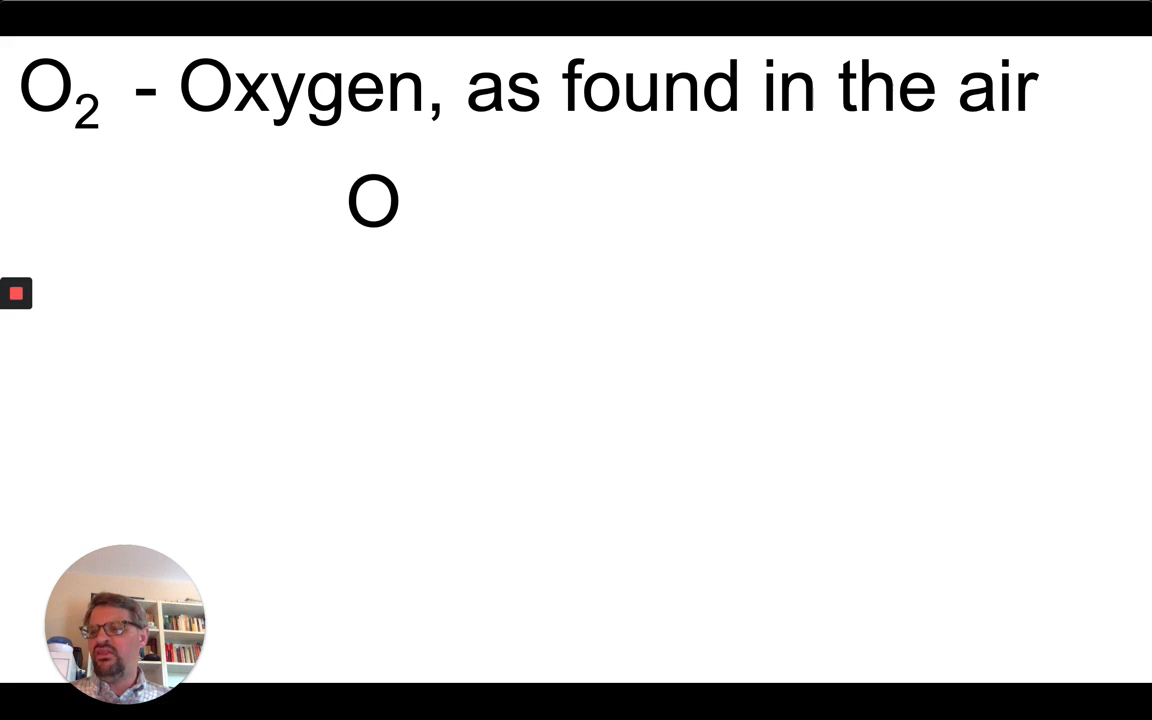 O₂ - Oxygen, as found in the air
O